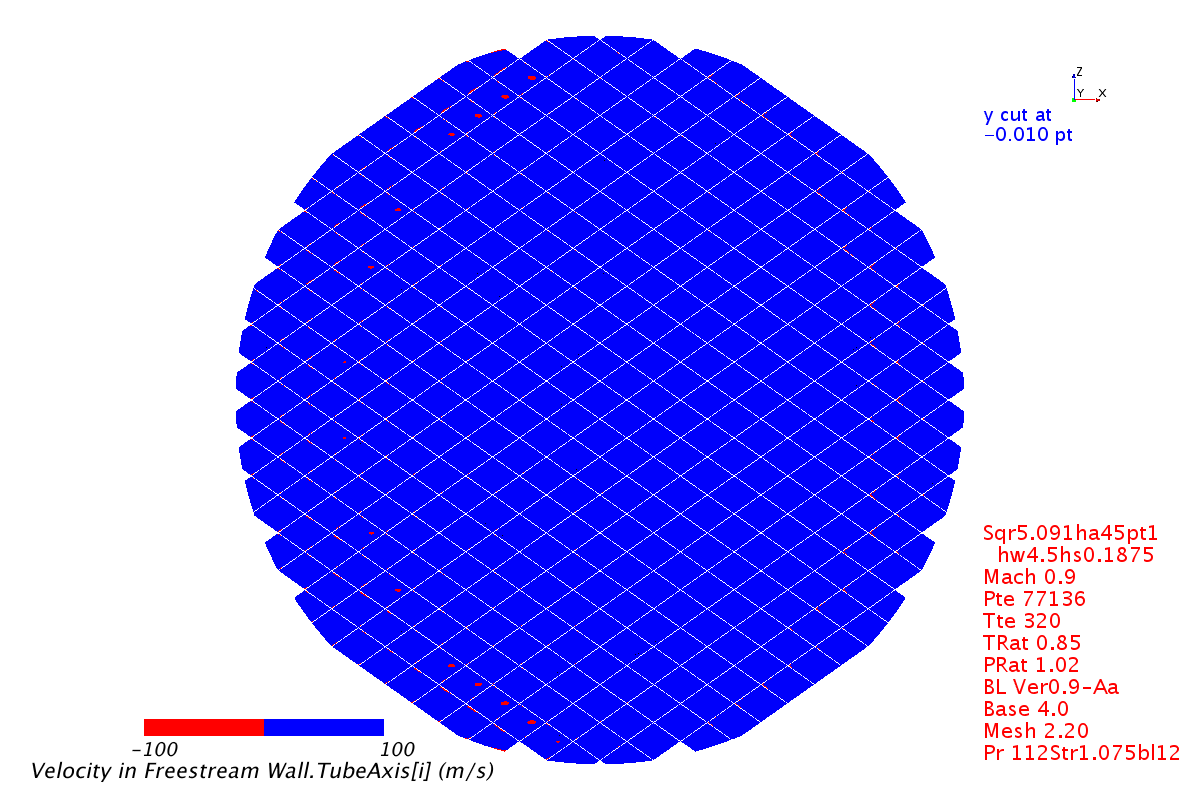 Z
Y X
y cut at
−0.010 pt
Sqr5.091ha45pt1
hw4.5hs0.1875
Mach 0.9
Pte 77136
Tte 320
TRat 0.85
PRat 1.02
BL Ver0.9−Aa
Base 4.0
Mesh 2.20
Pr 112Str1.075bl12
−100 100
Velocity in Freestream Wall.TubeAxis[i] (m/s)